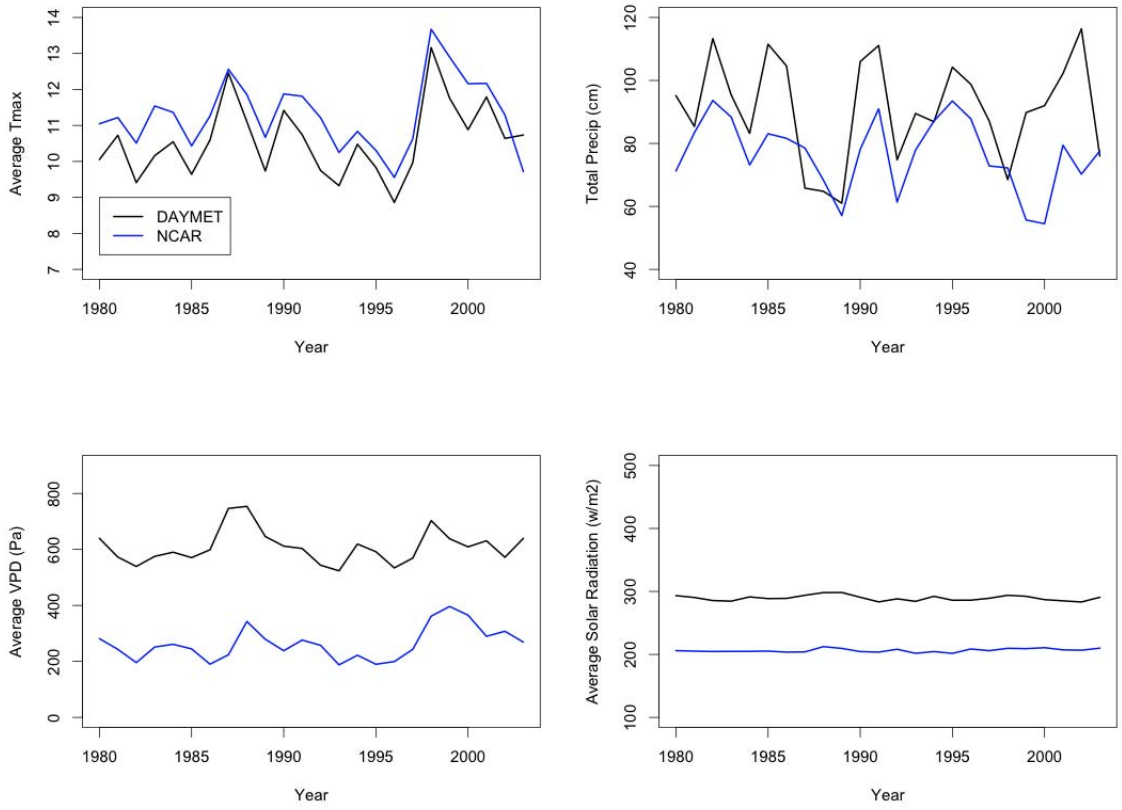 Average Tmax
14
13
12
11
10
9
8
7
DAYMET
NCAR
1980 1985 1990 1995 2000
Year
Total Precip (cm)
120
100
80
60
40
1980 1985 1990 1995 2000
Year
Average VPD (Pa)
800
600
400
200
0
1980 1985 1990 1995 2000
Year
Average Solar Radiation (w/m2)
500
400
300
200
100
1980 1985 1990 1995 2000
Year